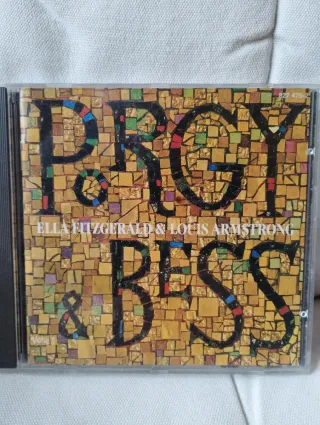 PORGY
ELLA FITZGERALD & LOUIS ARMSTRONG
& BESS